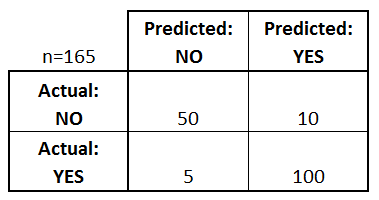 n=165 Predicted: NO Predicted: YES
Actual: NO 50 10
Actual: YES 5 100